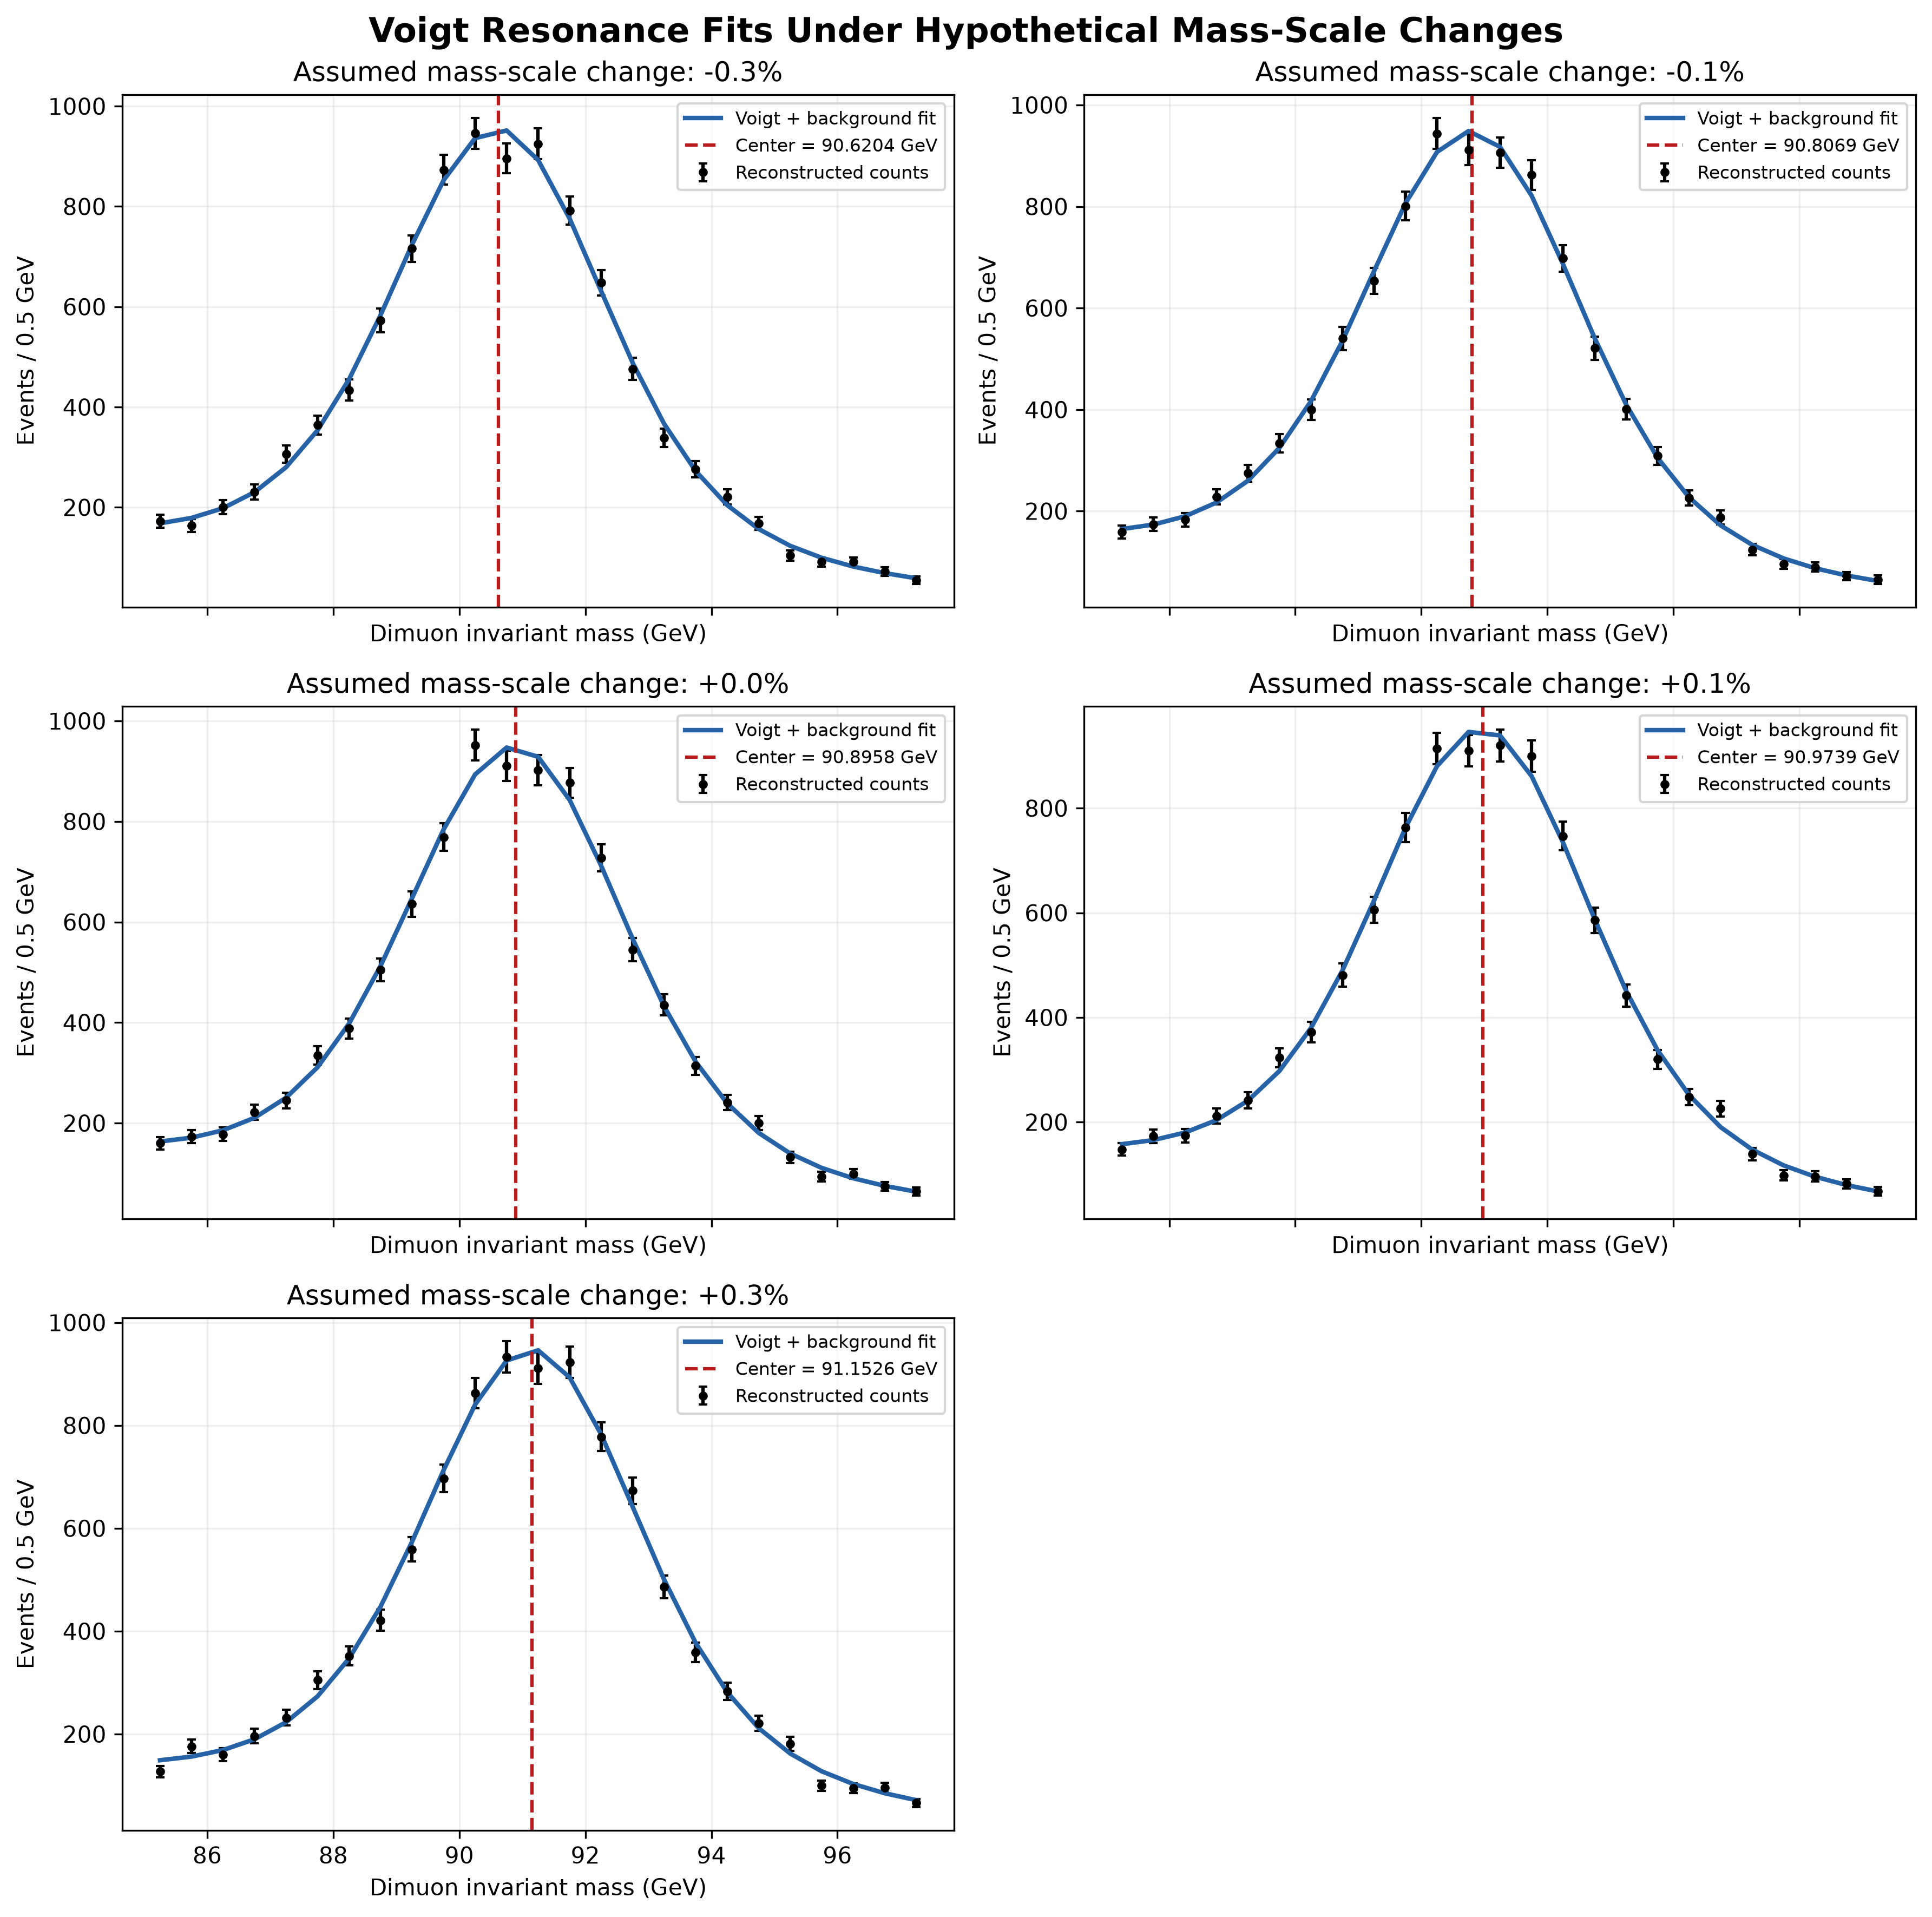 Voigt Resonance Fits Under Hypothetical Mass-Scale Changes
Assumed mass-scale change: -0.3%
1000
800
600
400
200
Events / 0.5 GeV
Voigt + background fit
Center = 90.6204 GeV
Reconstructed counts
Dimuon invariant mass (GeV)
Assumed mass-scale change: -0.1%
1000
800
600
400
200
Events / 0.5 GeV
Voigt + background fit
Center = 90.8069 GeV
Reconstructed counts
Dimuon invariant mass (GeV)
Assumed mass-scale change: +0.0%
1000
800
600
400
200
Events / 0.5 GeV
Voigt + background fit
Center = 90.8958 GeV
Reconstructed counts
Dimuon invariant mass (GeV)
Assumed mass-scale change: +0.1%
800
600
400
200
Events / 0.5 GeV
Voigt + background fit
Center = 90.9739 GeV
Reconstructed counts
Dimuon invariant mass (GeV)
Assumed mass-scale change: +0.3%
1000
800
600
400
200
Events / 0.5 GeV
Voigt + background fit
Center = 91.1526 GeV
Reconstructed counts
86 88 90 92 94 96
Dimuon invariant mass (GeV)